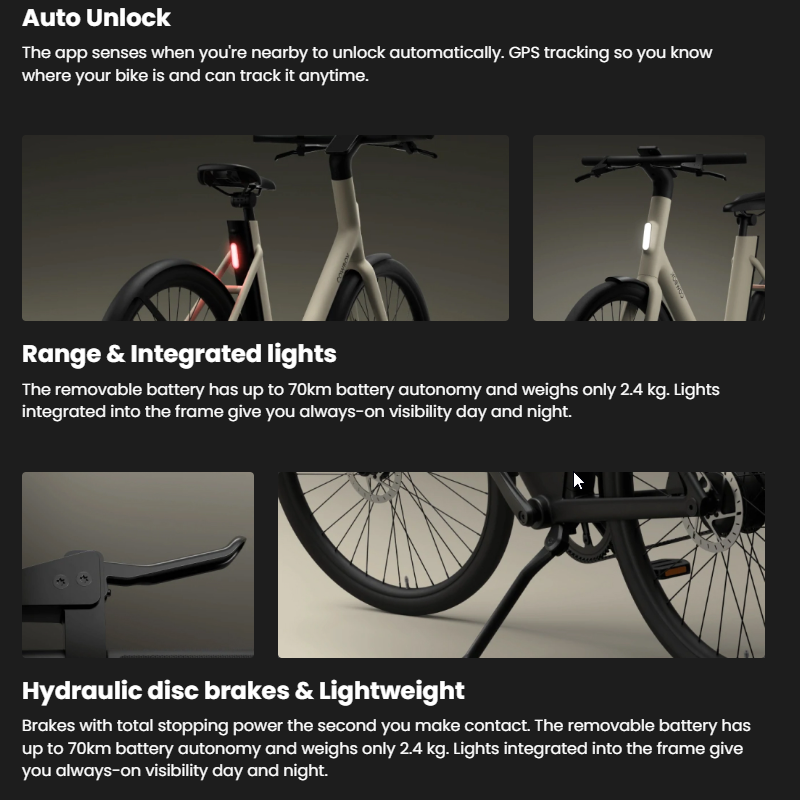 Auto Unlock
The app senses when you're nearby to unlock automatically. GPS tracking so you know
where your bike is and can track it anytime.
Range & Integrated lights
The removable battery has up to 70km battery autonomy and weighs only 2.4 kg. Lights
integrated into the frame give you always-on visibility day and night.
Hydraulic disc brakes & Lightweight
Brakes with total stopping power the second you make contact. The removable battery has
up to 70km battery autonomy and weighs only 2.4 kg. Lights integrated into the frame give
you always-on visibility day and night.